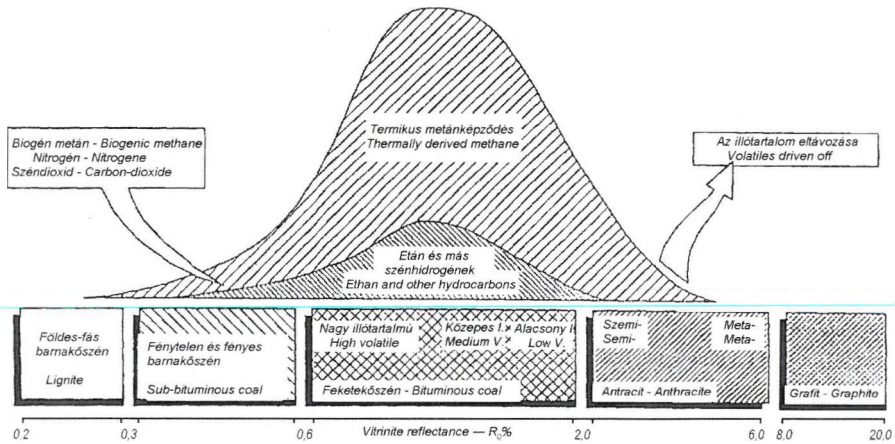 Termikus metánképződés
Thermally derived methane
Biogén metán - Biogenic methane
Nitrogén - Nitrogene
Széndioxid - Carbon-dioxide
Az illótartalom eltávozása
Volatiles driven off
Etán és más
szénhidrogének
Ethan and other hydrocarbons
Földes-fás
barnakőszén
Lignite
Fénytelen és fényes
barnakőszén
Sub-bituminous coal
Nagy illótartalmú
High volatile
Közepes I.
Medium V.
Alacsony I.
Low V.
Feketekőszén - Bituminous coal
Szemi-
Semi-
Meta-
Meta-
Antracit - Anthracite
Grafit - Graphite
0.2 0,3 0,6 Vitrinite reflectance — R₀% 2,0 6,0 8.0 20,0